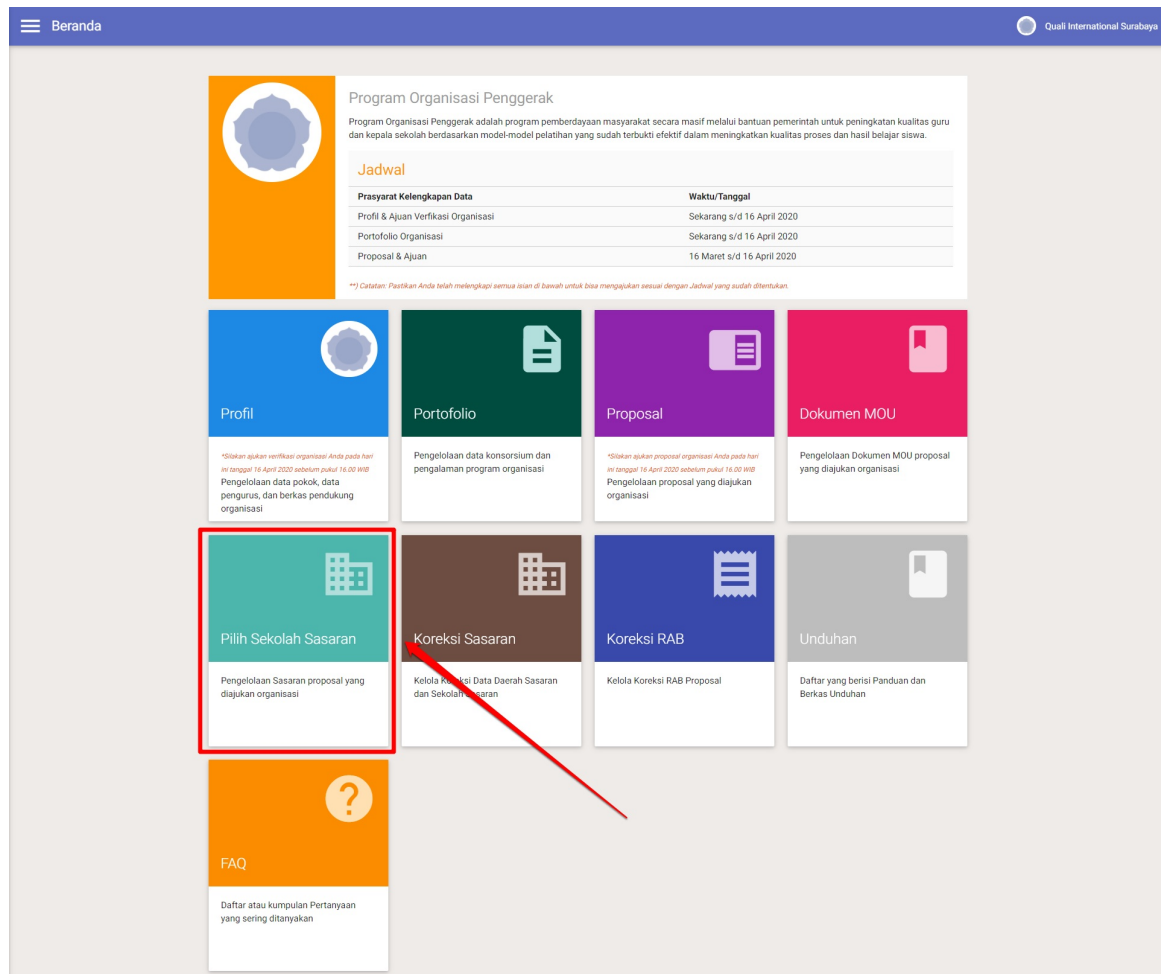 Beranda
Quali International Surabaya
Program Organisasi Penggerak
Program Organisasi Penggerak adalah program pemberdayaan masyarakat secara masif melalui bantuan pemerintah untuk peningkatan kualitas guru
dan kepala sekolah berdasarkan model-model pelatihan yang sudah terbukti efektif dalam meningkatkan kualitas proses dan hasil belajar siswa.
Jadwal
Prasyarat Kelengkapan Data Waktu/Tanggal
Profil & Ajuan Verfikasi Organisasi Sekarang s/d 16 April 2020
Portofolio Organisasi Sekarang s/d 16 April 2020
Proposal & Ajuan 16 Maret s/d 16 April 2020
**) Catatan: Pastikan Anda telah melengkapi semua isian di bawah untuk bisa mengajukan sesuai dengan Jadwal yang sudah ditentukan.
Profil
*Silakan ajukan verifikasi organisasi Anda pada hari
ini tanggal 16 April 2020 sebelum pukul 16.00 WIB
Pengelolaan data pokok, data
pengurus, dan berkas pendukung
organisasi
Portofolio
Pengelolaan data konsorsium dan
pengalaman program organisasi
Proposal
*Silakan ajukan proposal organisasi Anda pada hari
ini tanggal 16 April 2020 sebelum pukul 16.00 WIB
Pengelolaan proposal yang diajukan
organisasi
Dokumen MOU
Pengelolaan Dokumen MOU proposal
yang diajukan organisasi
Pilih Sekolah Sasaran
Pengelolaan Sasaran proposal yang
diajukan organisasi
Koreksi Sasaran
Kelola Koreksi Data Daerah Sasaran
dan Sekolah Sasaran
Koreksi RAB
Kelola Koreksi RAB Proposal
Unduhan
Daftar yang berisi Panduan dan
Berkas Unduhan
FAQ
Daftar atau kumpulan Pertanyaan
yang sering ditanyakan